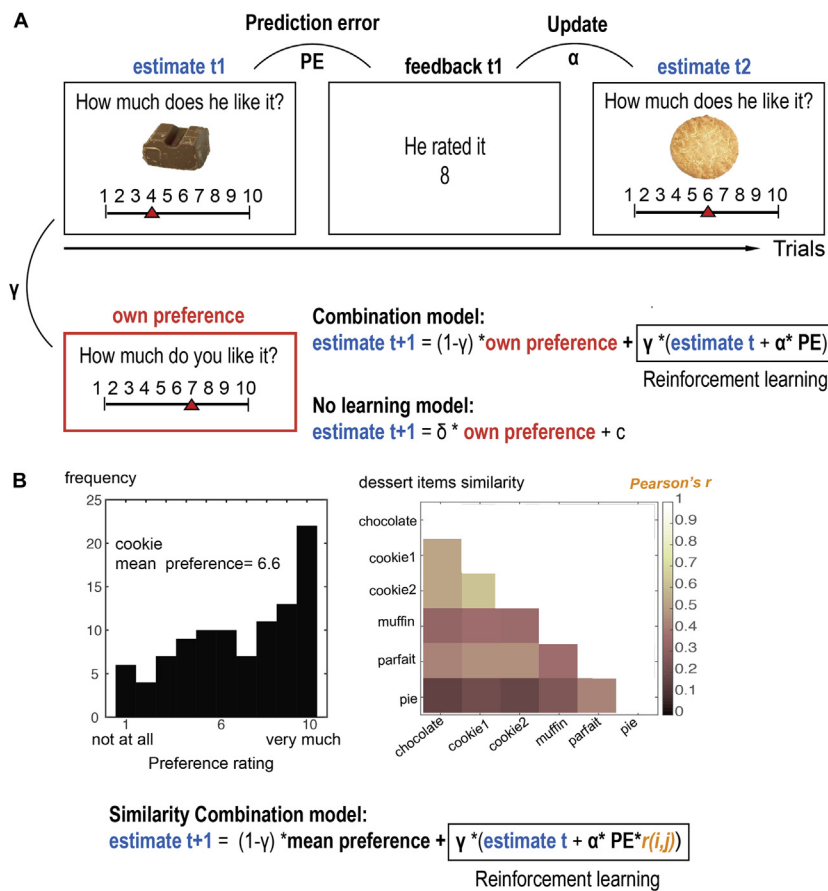 A
Prediction error
Update
PE
α
estimate t1
feedback t1
estimate t2
How much does he like it?
He rated it
8
How much does he like it?
1 2 3 4 5 6 7 8 9 10
1 2 3 4 5 6 7 8 9 10
Trials
γ
own preference
How much do you like it?
1 2 3 4 5 6 7 8 9 10
Combination model:
estimate t+1 = (1-γ) *own preference + γ *(estimate t + α* PE)
Reinforcement learning
No learning model:
estimate t+1 = δ * own preference + c
B
frequency
25
20
15
10
5
0
cookie
mean preference= 6.6
1 6 10
not at all very much
Preference rating
dessert items similarity
Pearson's r
chocolate
cookie1
cookie2
muffin
parfait
pie
chocolate cookie1 cookie2 muffin parfait pie
1
0.9
0.8
0.7
0.6
0.5
0.4
0.3
0.2
0.1
0
Similarity Combination model:
estimate t+1 = (1-γ) *mean preference + γ *(estimate t + α* PE*r(i,j))
Reinforcement learning